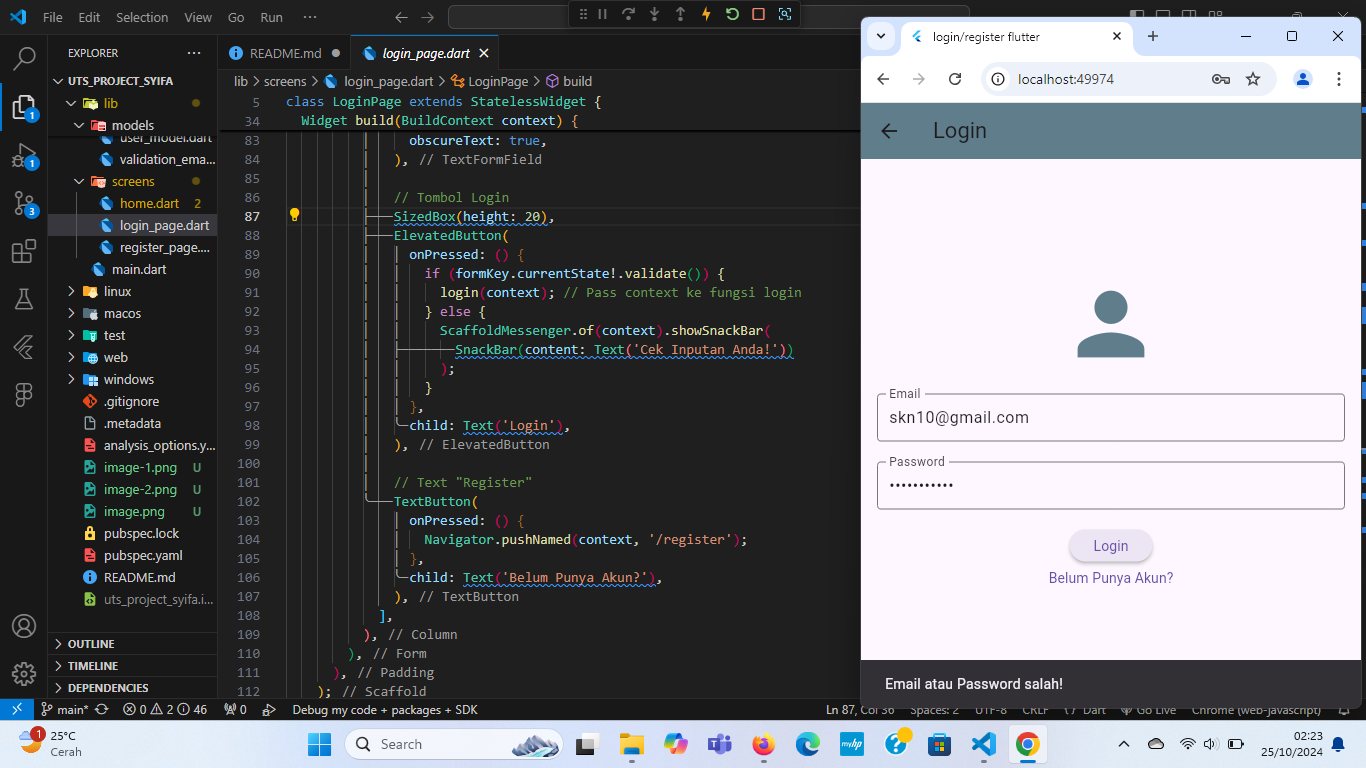 File Edit Selection View Go Run ···
EXPLORER ···
UTS_PROJECT_SYIFA
lib
models
user_model.dart
validation_ema...
screens
home.dart 2
login_page.dart
register_page....
main.dart
linux
macos
test
web
windows
.gitignore
.metadata
analysis_options.y...
image-1.png U
image-2.png U
image.png U
pubspec.lock
pubspec.yaml
README.md
uts_project_syifa.i...
OUTLINE
TIMELINE
DEPENDENCIES
1
1
3
README.md
login_page.dart
lib > screens > login_page.dart > LoginPage > build
5 class LoginPage extends StatelessWidget {
34 Widget build(BuildContext context) {
83 obscureText: true,
84 ), // TextFormField
85
86 // Tombol Login
87 SizedBox(height: 20),
88 ElevatedButton(
89 onPressed: () {
90 if (formKey.currentState!.validate()) {
91 login(context); // Pass context ke fungsi login
92 } else {
93 ScaffoldMessenger.of(context).showSnackBar(
94 SnackBar(content: Text('Cek Inputan Anda!'))
95 );
96 }
97 },
98 child: Text('Login'),
99 ), // ElevatedButton
100
101 // Text "Register"
102 TextButton(
103 onPressed: () {
104 Navigator.pushNamed(context, '/register');
105 },
106 child: Text('Belum Punya Akun?'),
107 ), // TextButton
108 ],
109 ), // Column
110 ), // Form
111 ), // Padding
112 ); // Scaffold
login/register flutter
localhost:49974
Login
Email
skn10@gmail.com
Password
•••••••••••
Login
Belum Punya Akun?
Email atau Password salah!
main* 0 2 46 0 Debug my code + packages + SDK
Ln 87, Col 36 Spaces: 2 UTF-8 CRLF {} Dart Go Live Chrome (web-javascript)
1
25°C
Cerah
Search
myhp
02:23
25/10/2024